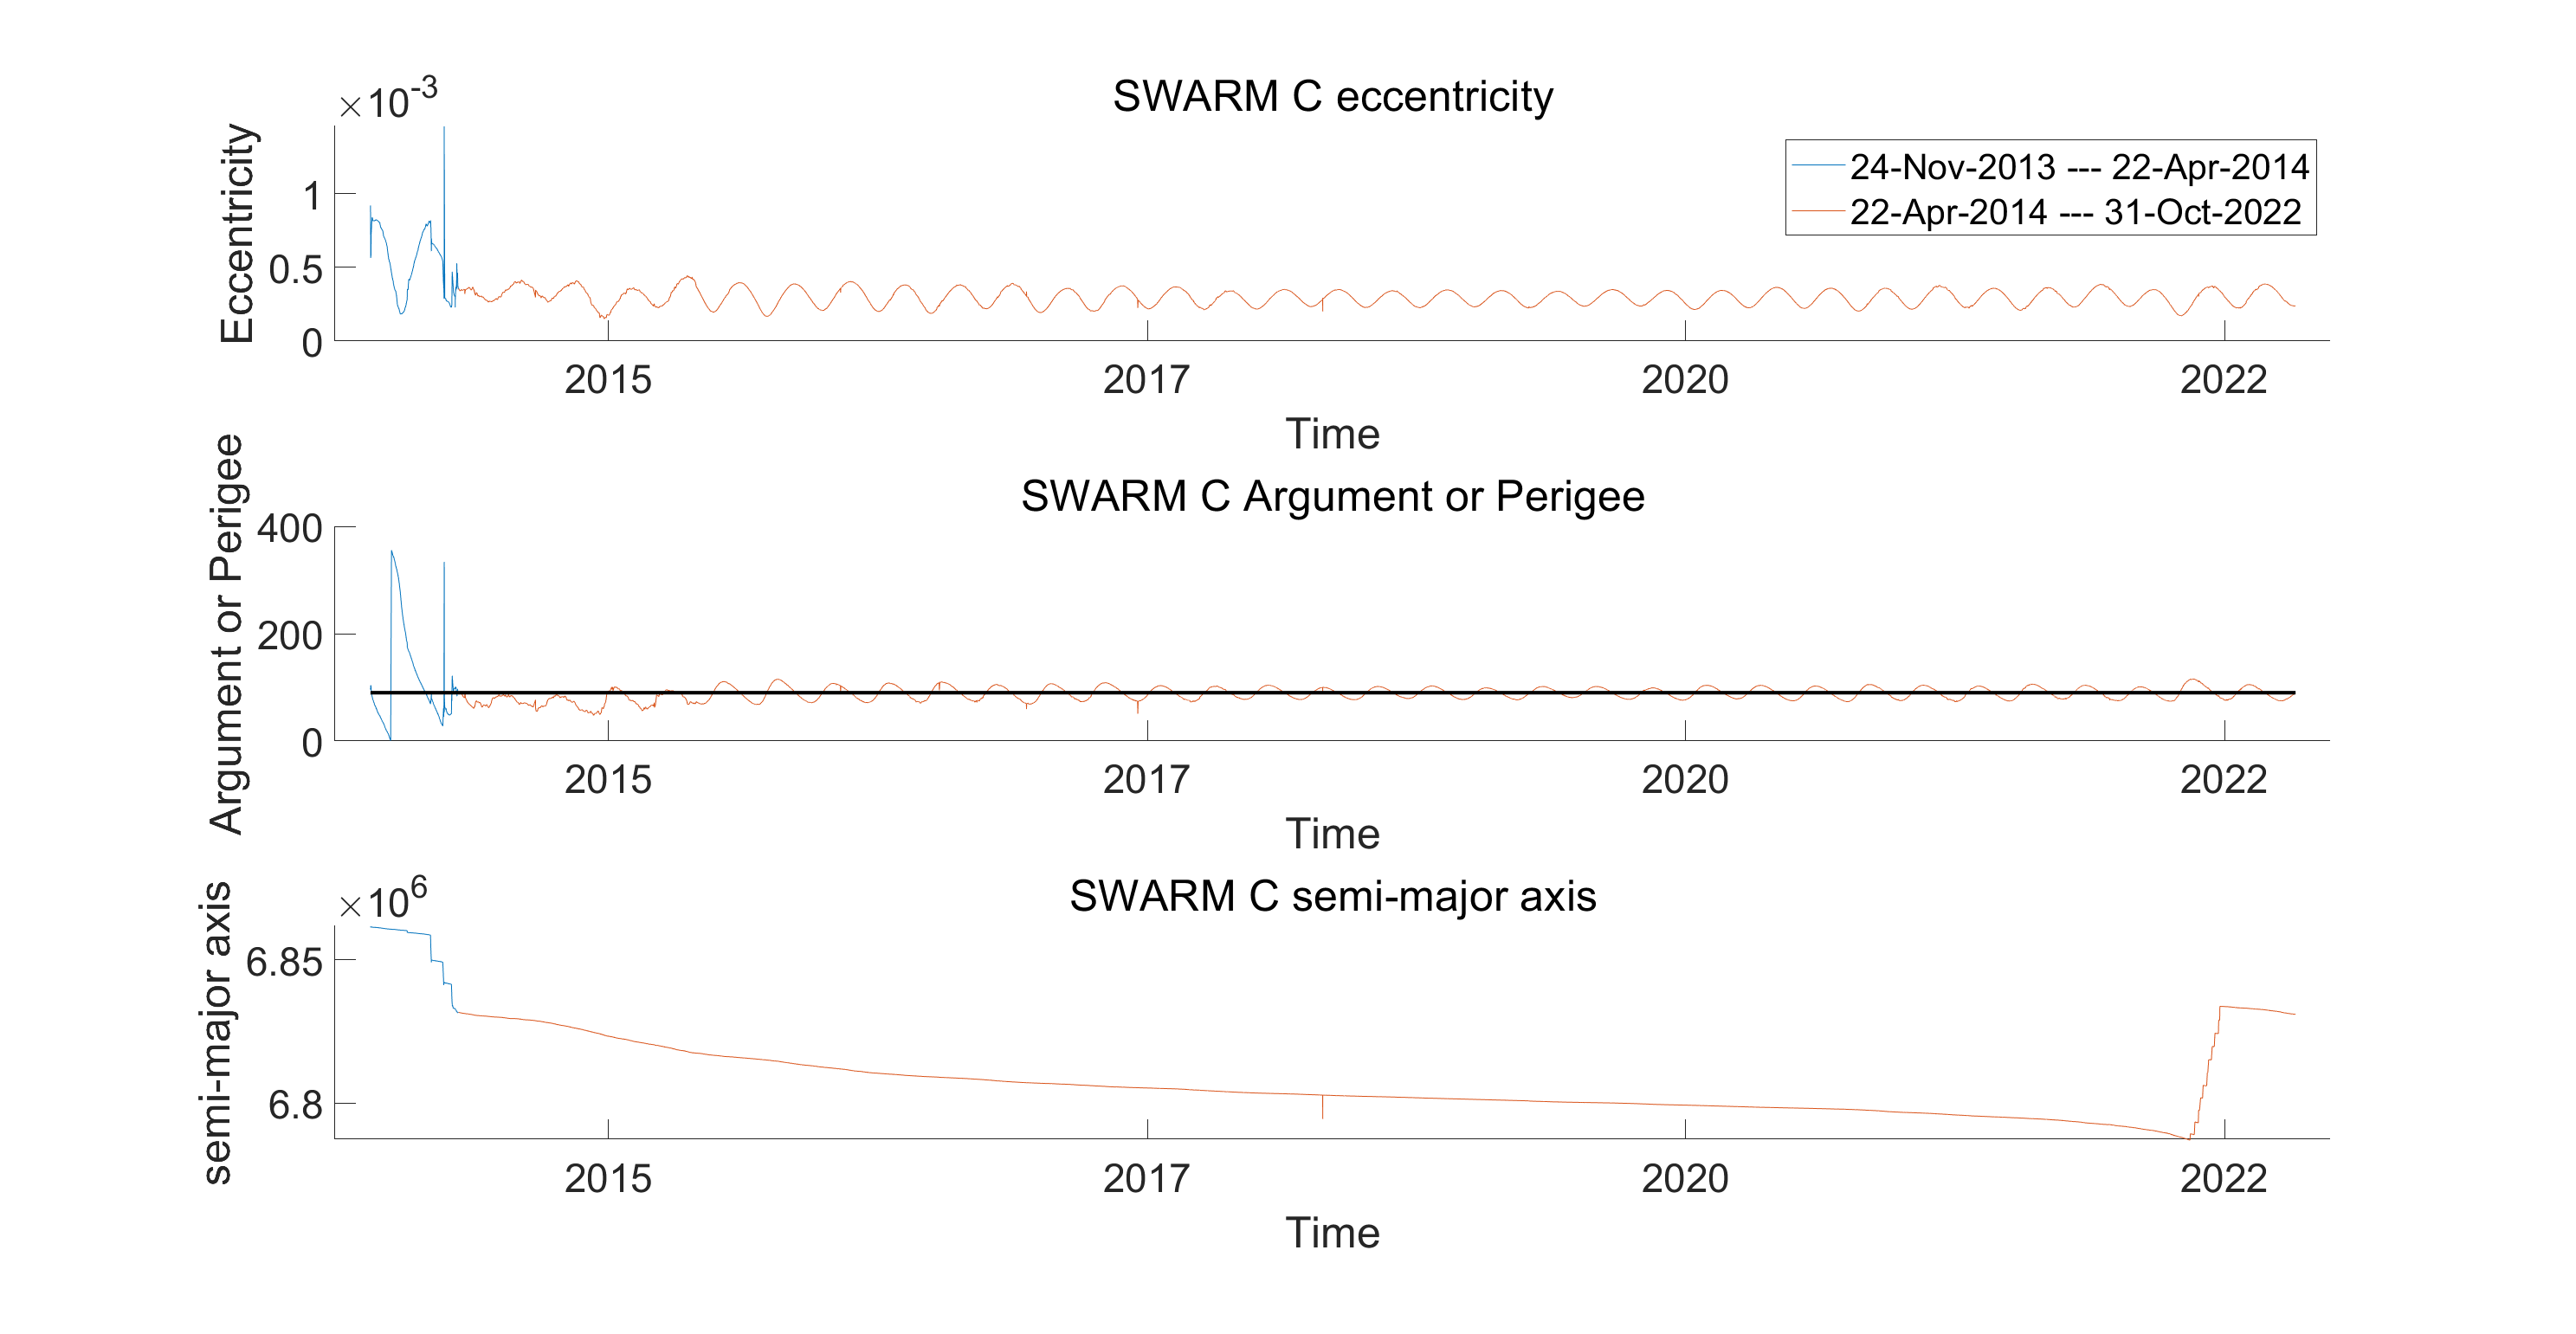 SWARM C eccentricity
×10^-3
Eccentricity
1
0.5
0
24-Nov-2013 --- 22-Apr-2014
22-Apr-2014 --- 31-Oct-2022
2015 2017 2020 2022
Time
SWARM C Argument or Perigee
Argument or Perigee
400
200
0
2015 2017 2020 2022
Time
SWARM C semi-major axis
×10^6
semi-major axis
6.85
6.8
2015 2017 2020 2022
Time